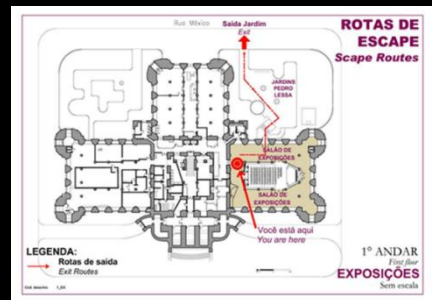 Rua México
Saída Jardim
Exit
ROTAS DE
ESCAPE
Scape Routes
JARDINS
PEDRO
LESSA
SALÃO DE
EXPOSIÇÕES
SALÃO DE
EXPOSIÇÕES
Você está aqui
You are here
LEGENDA:
Rotas de saída
Exit Routes
1º ANDAR
First floor
EXPOSIÇÕES
Sem escala